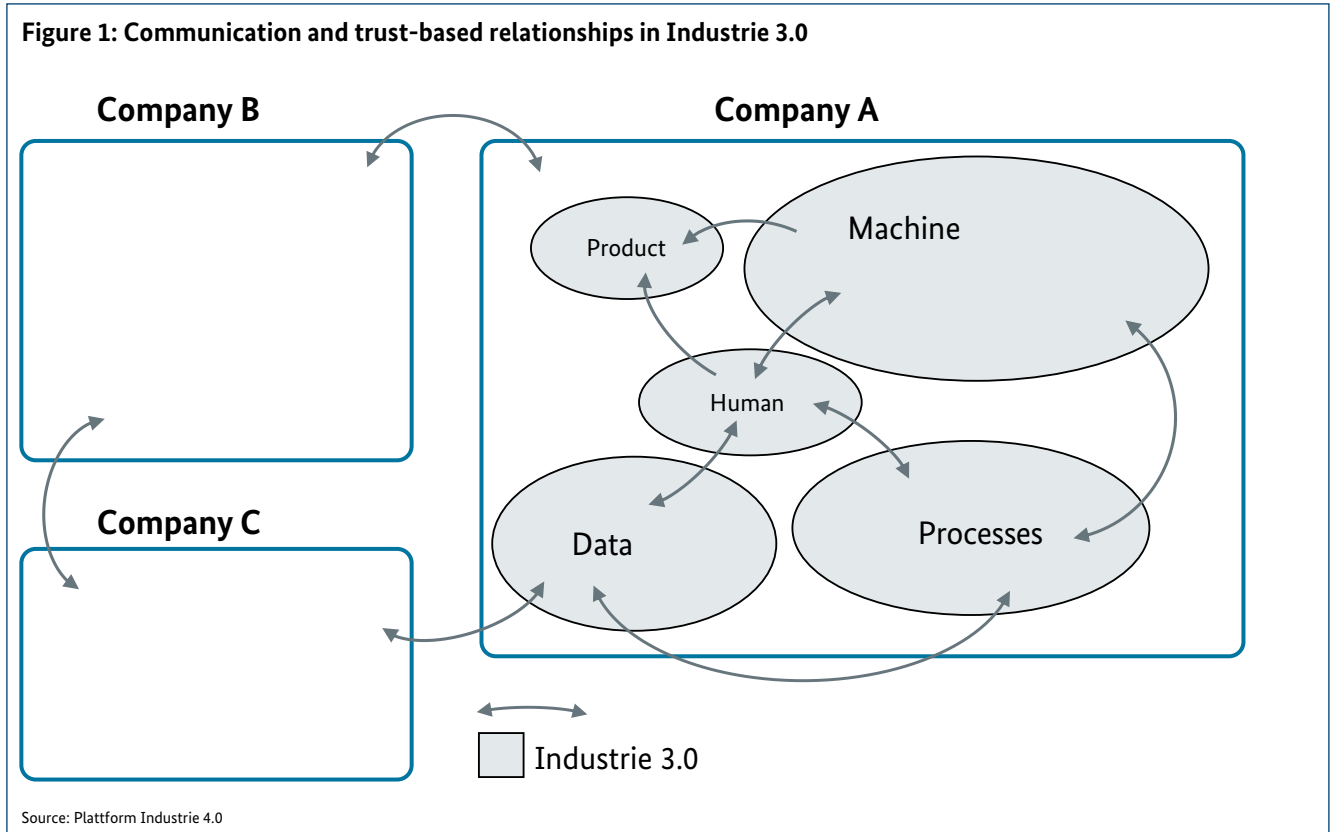 Figure 1: Communication and trust-based relationships in Industrie 3.0
Company B
Company A
Product
Machine
Human
Data
Processes
Company C
Industrie 3.0
Source: Plattform Industrie 4.0